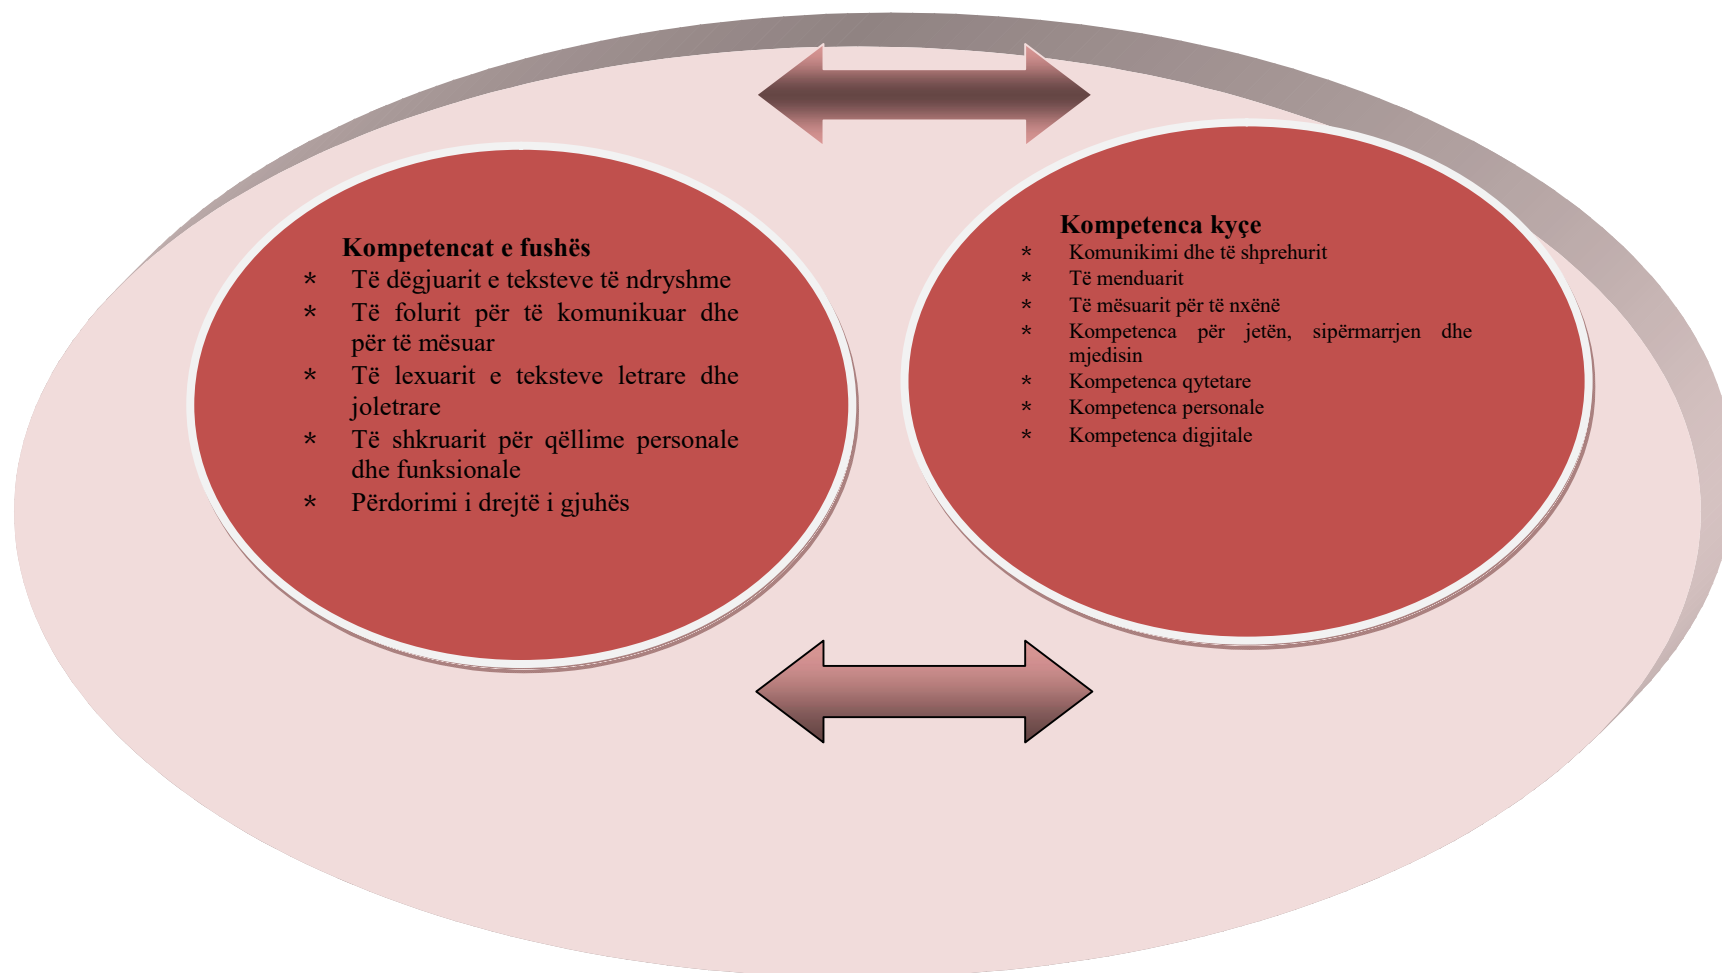 Kompetencat e fushës
* Të dëgjuarit e teksteve të ndryshme
* Të folurit për të komunikuar dhe
për të mësuar
* Të lexuarit e teksteve letrare dhe
joletrare
* Të shkruarit për qëllime personale
dhe funksionale
* Përdorimi i drejtë i gjuhës
Kompetenca kyçe
* Komunikimi dhe të shprehurit
* Të menduarit
* Të mësuarit për të nxënë
* Kompetenca për jetën, sipërmarrjen dhe
mjedisin
* Kompetenca qytetare
* Kompetenca personale
* Kompetenca digjitale